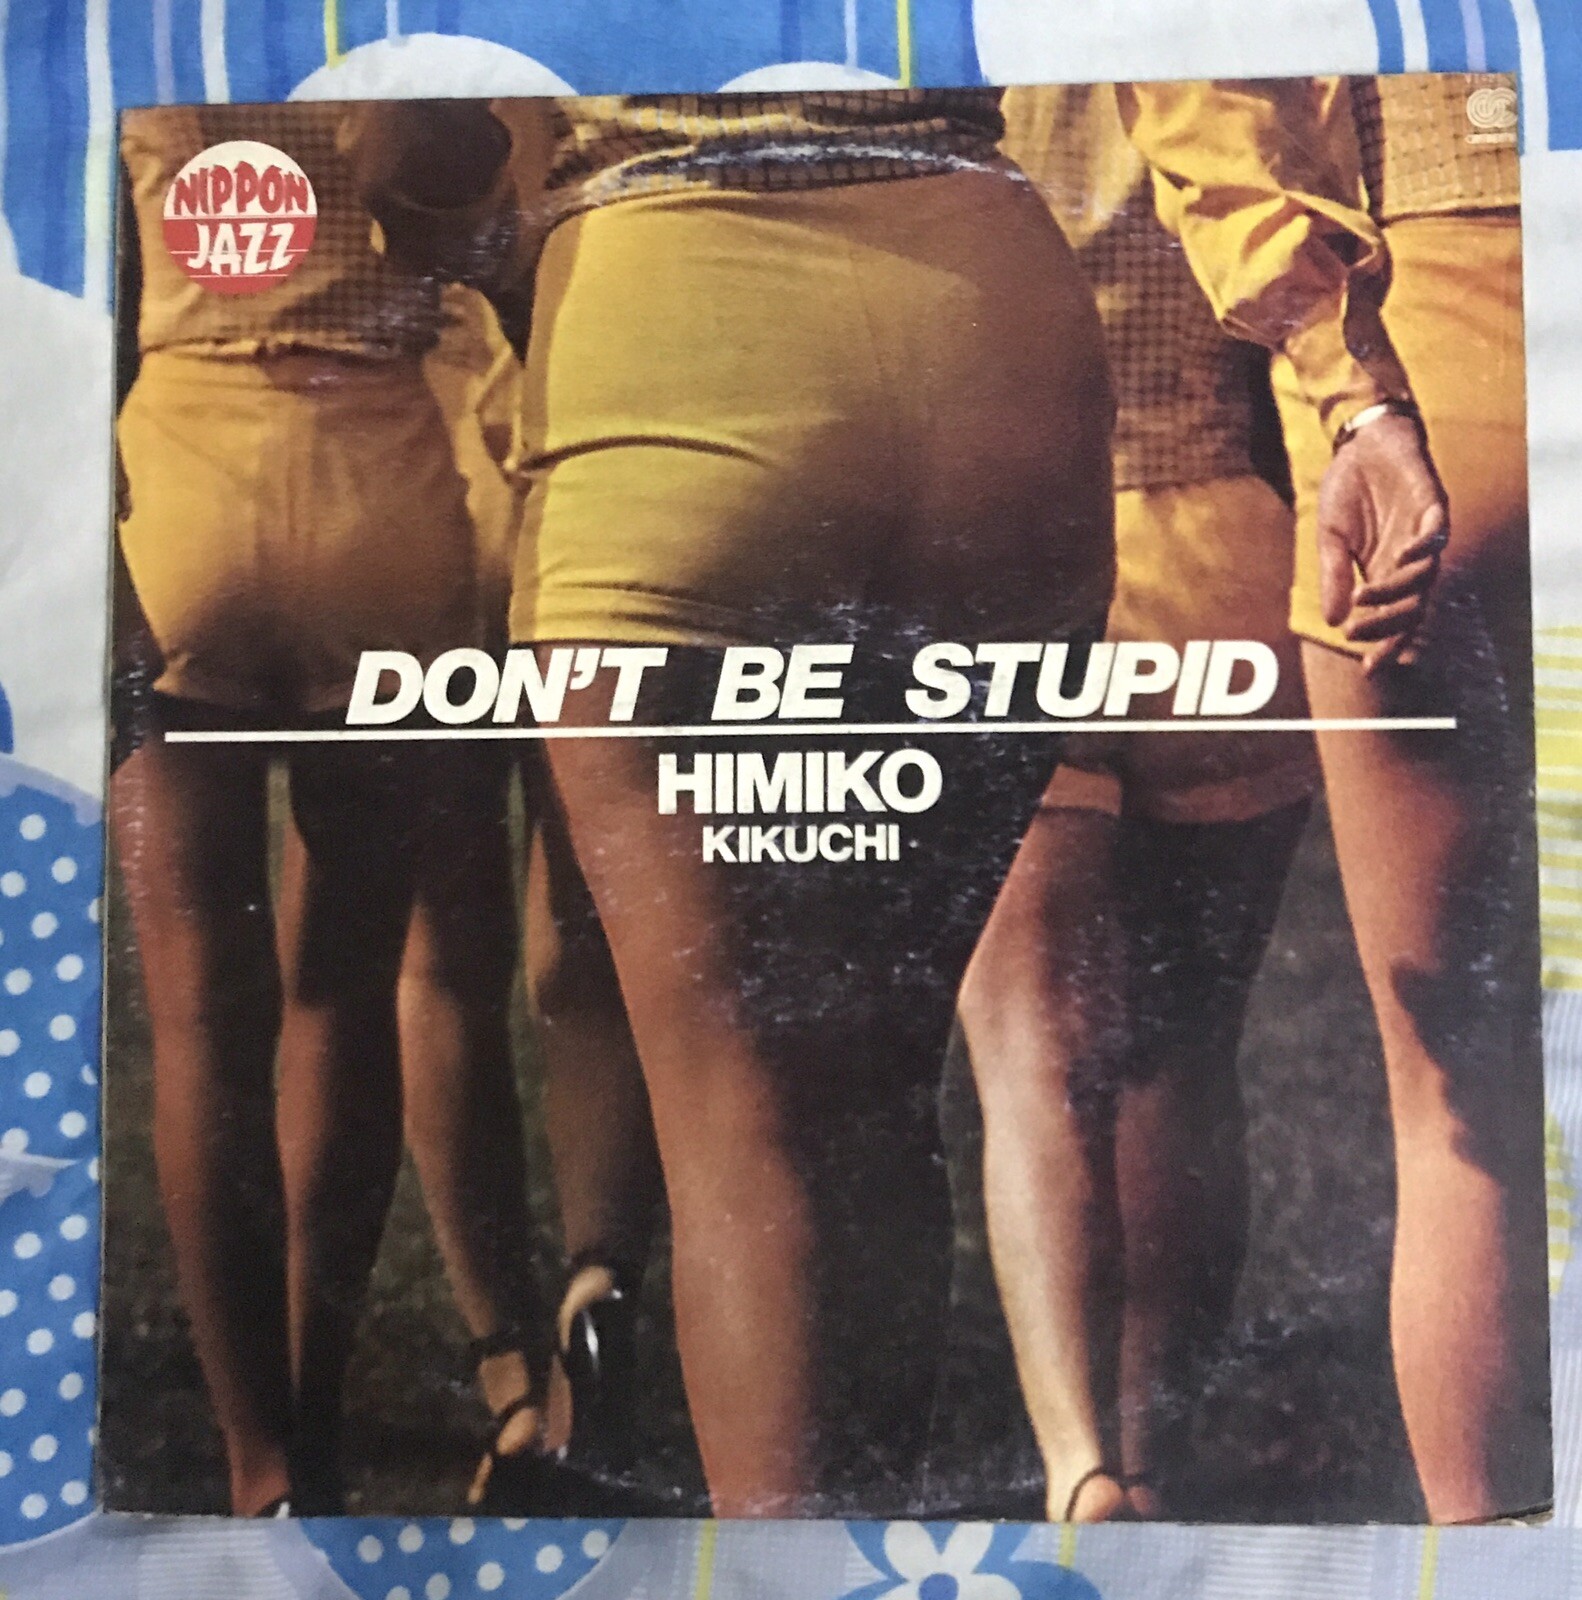 NIPPON
JAZZ
DON'T BE STUPID
HIMIKO
KIKUCHI